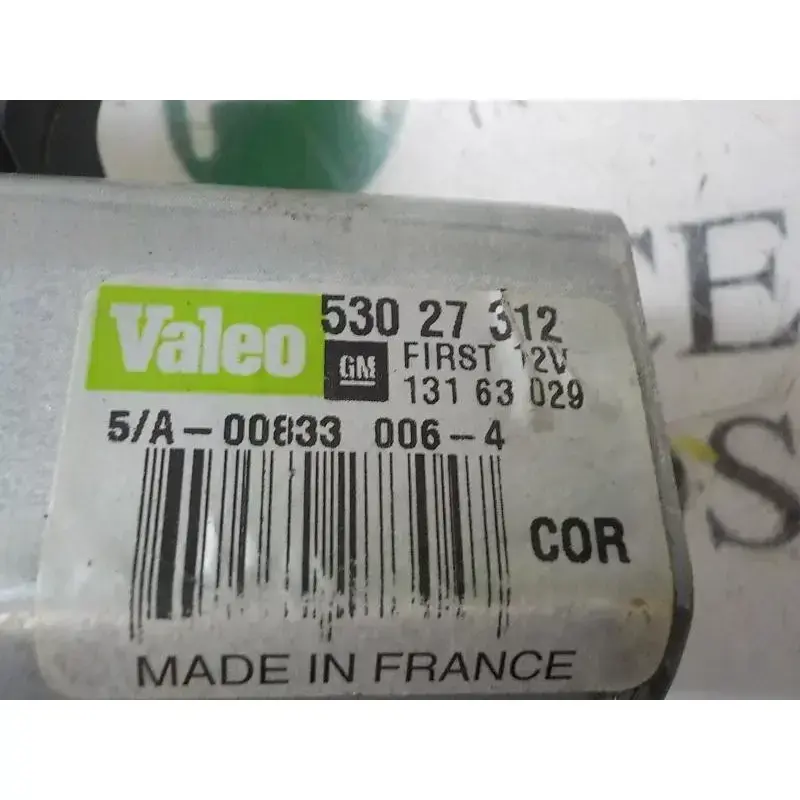 Valeo 530 27 312
GM FIRST 12V
131 63 029
5/A-00833 006-4
COR
MADE IN FRANCE